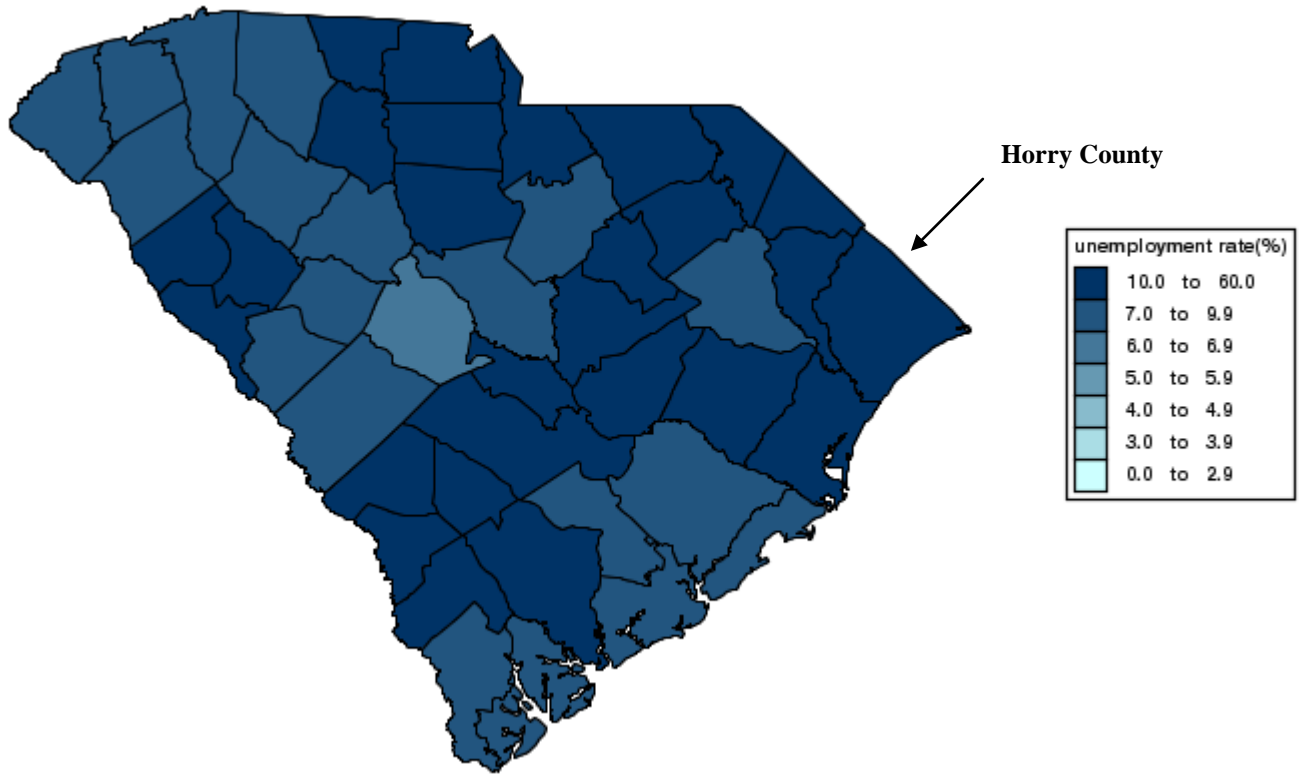 Horry County
unemployment rate(%)
10.0 to 60.0
7.0 to 9.9
6.0 to 6.9
5.0 to 5.9
4.0 to 4.9
3.0 to 3.9
0.0 to 2.9